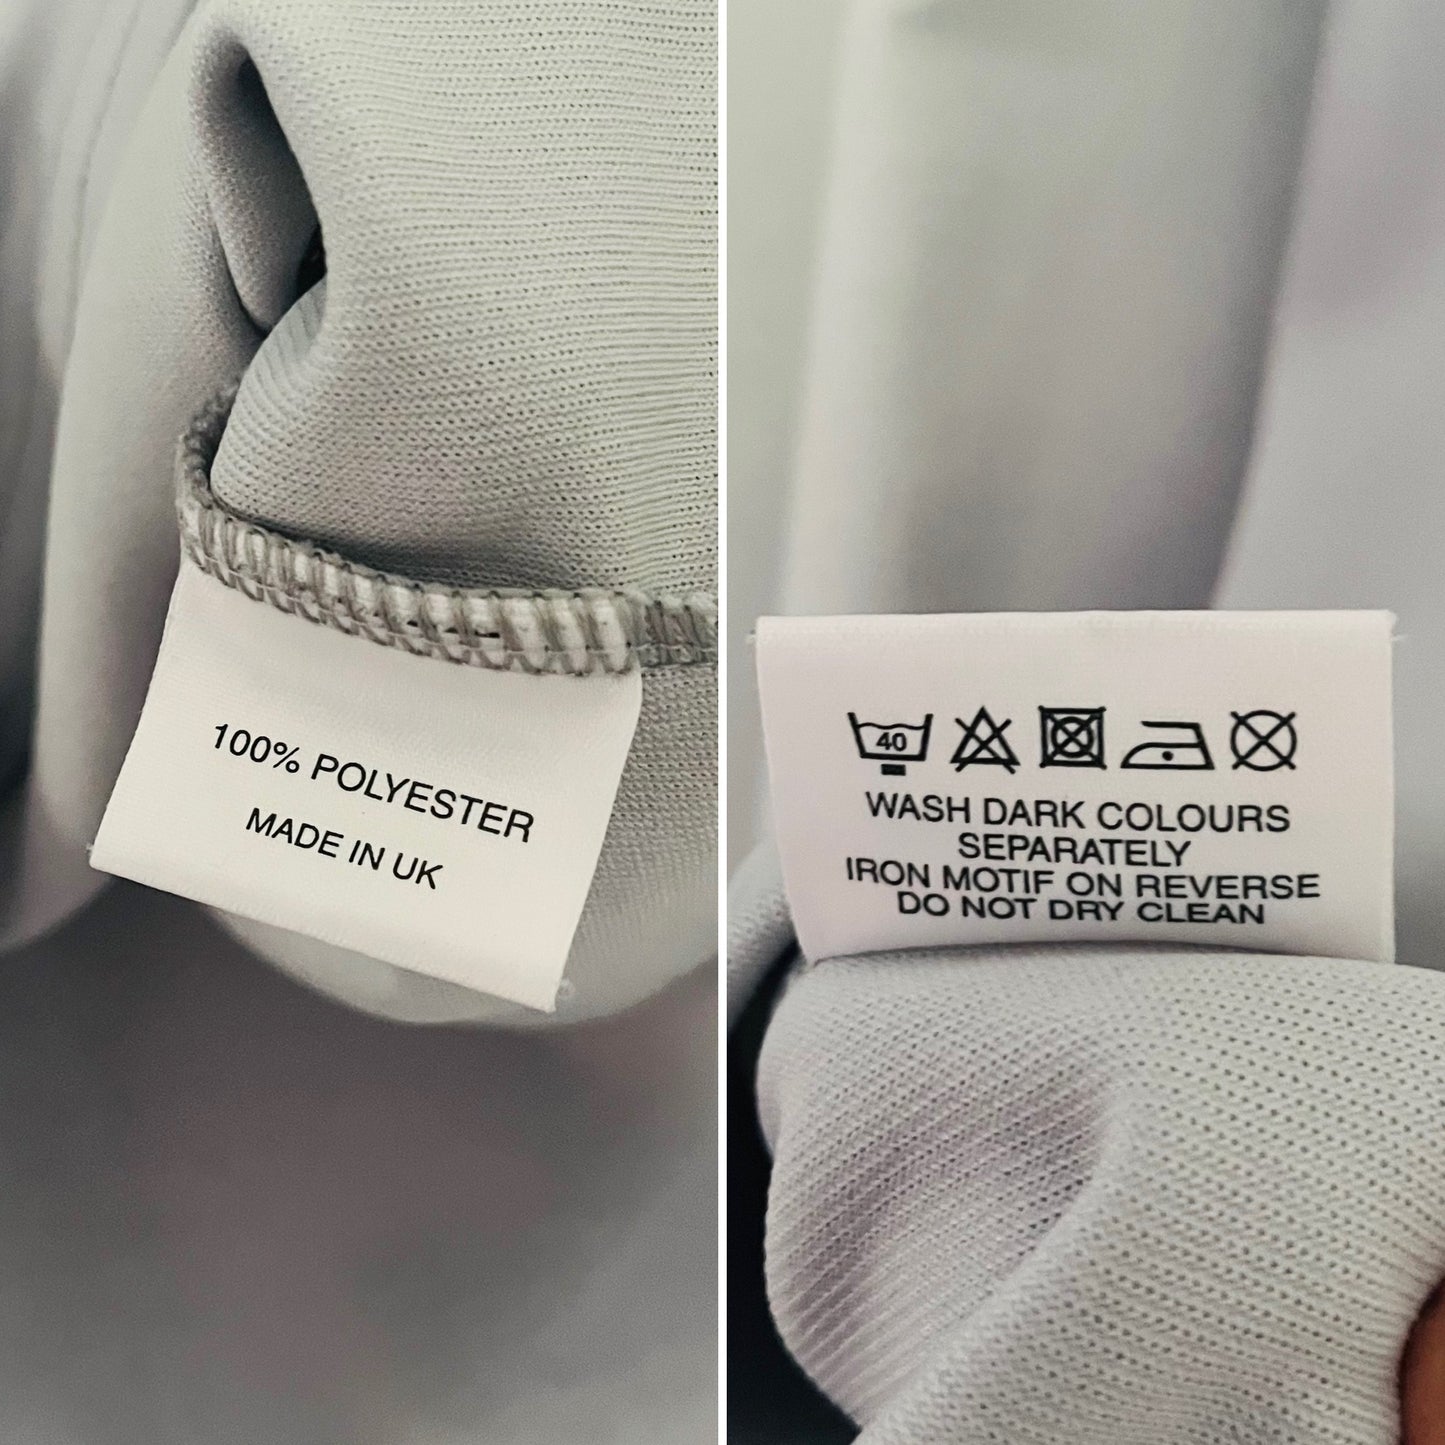 100% POLYESTER
MADE IN UK
40
WASH DARK COLOURS
SEPARATELY
IRON MOTIF ON REVERSE
DO NOT DRY CLEAN